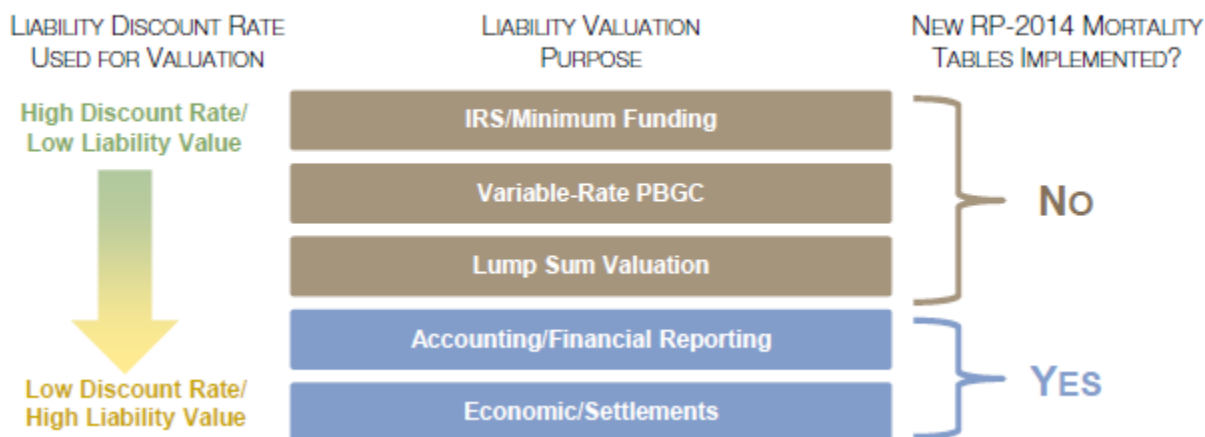 LIABILITY DISCOUNT RATE
USED FOR VALUATION
LIABILITY VALUATION
PURPOSE
NEW RP-2014 MORTALITY
TABLES IMPLEMENTED?
High Discount Rate/
Low Liability Value
IRS/Minimum Funding
Variable-Rate PBGC
Lump Sum Valuation
NO
Accounting/Financial Reporting
Economic/Settlements
YES
Low Discount Rate/
High Liability Value